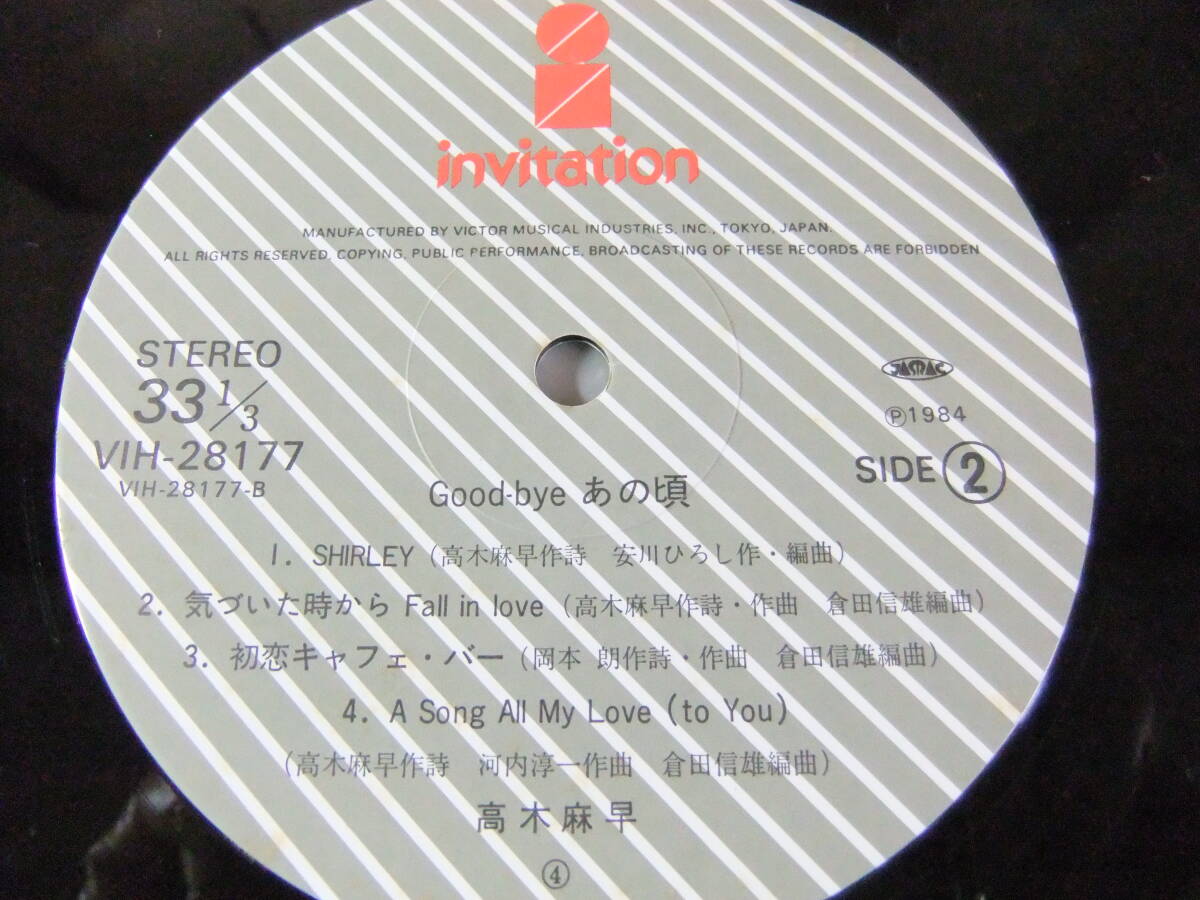 invitation
MANUFACTURED BY VICTOR MUSICAL INDUSTRIES, INC., TOKYO, JAPAN.
ALL RIGHTS RESERVED, COPYING, PUBLIC PERFORMANCE, BROADCASTING OF THESE RECORDS ARE FORBIDDEN
STEREO
33 1/3
VIH-28177
VIH-28177-B
JASRAC
Ⓟ1984
SIDE 2
Good-bye あの頃
1. SHIRLEY (高木麻早作詩 安川ひろし作・編曲)
2. 気づいた時から Fall in love (高木麻早作詩・作曲 倉田信雄編曲)
3. 初恋キャフェ・バー (岡本 朗作詩・作曲 倉田信雄編曲)
4. A Song All My Love (to You)
(高木麻早作詩 河内淳一作曲 倉田信雄編曲)
高木麻早
④